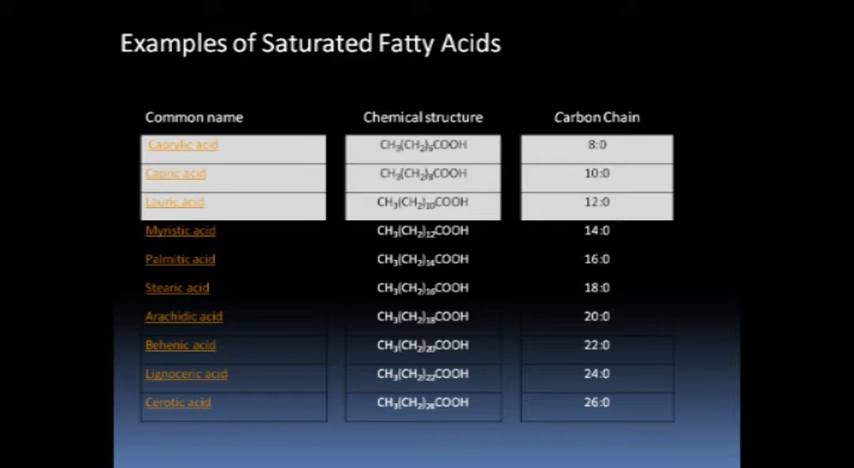 Examples of Saturated Fatty Acids
Common name Chemical structure Carbon Chain
Caprylic acid CH₃(CH₂)₆COOH 8:0
Capric acid CH₃(CH₂)₈COOH 10:0
Lauric acid CH₃(CH₂)₁₀COOH 12:0
Myristic acid CH₃(CH₂)₁₂COOH 14:0
Palmitic acid CH₃(CH₂)₁₄COOH 16:0
Stearic acid CH₃(CH₂)₁₆COOH 18:0
Arachidic acid CH₃(CH₂)₁₈COOH 20:0
Behenic acid CH₃(CH₂)₂₀COOH 22:0
Lignoceric acid CH₃(CH₂)₂₂COOH 24:0
Cerotic acid CH₃(CH₂)₂₄COOH 26:0